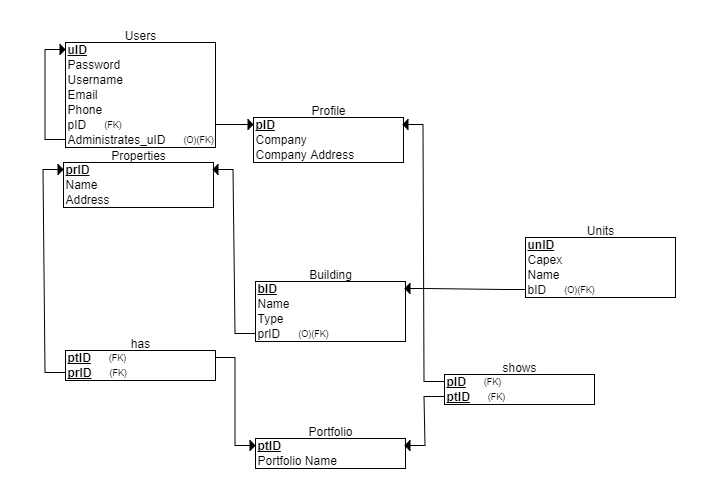 Users
uID
Password
Username
Email
Phone
pID (FK)
Administrates_uID (O)(FK)
Profile
pID
Company
Company Address
Properties
prID
Name
Address
Units
unID
Capex
Name
bID (O)(FK)
Building
bID
Name
Type
prID (O)(FK)
has
ptID (FK)
prID (FK)
shows
pID (FK)
ptID (FK)
Portfolio
ptID
Portfolio Name